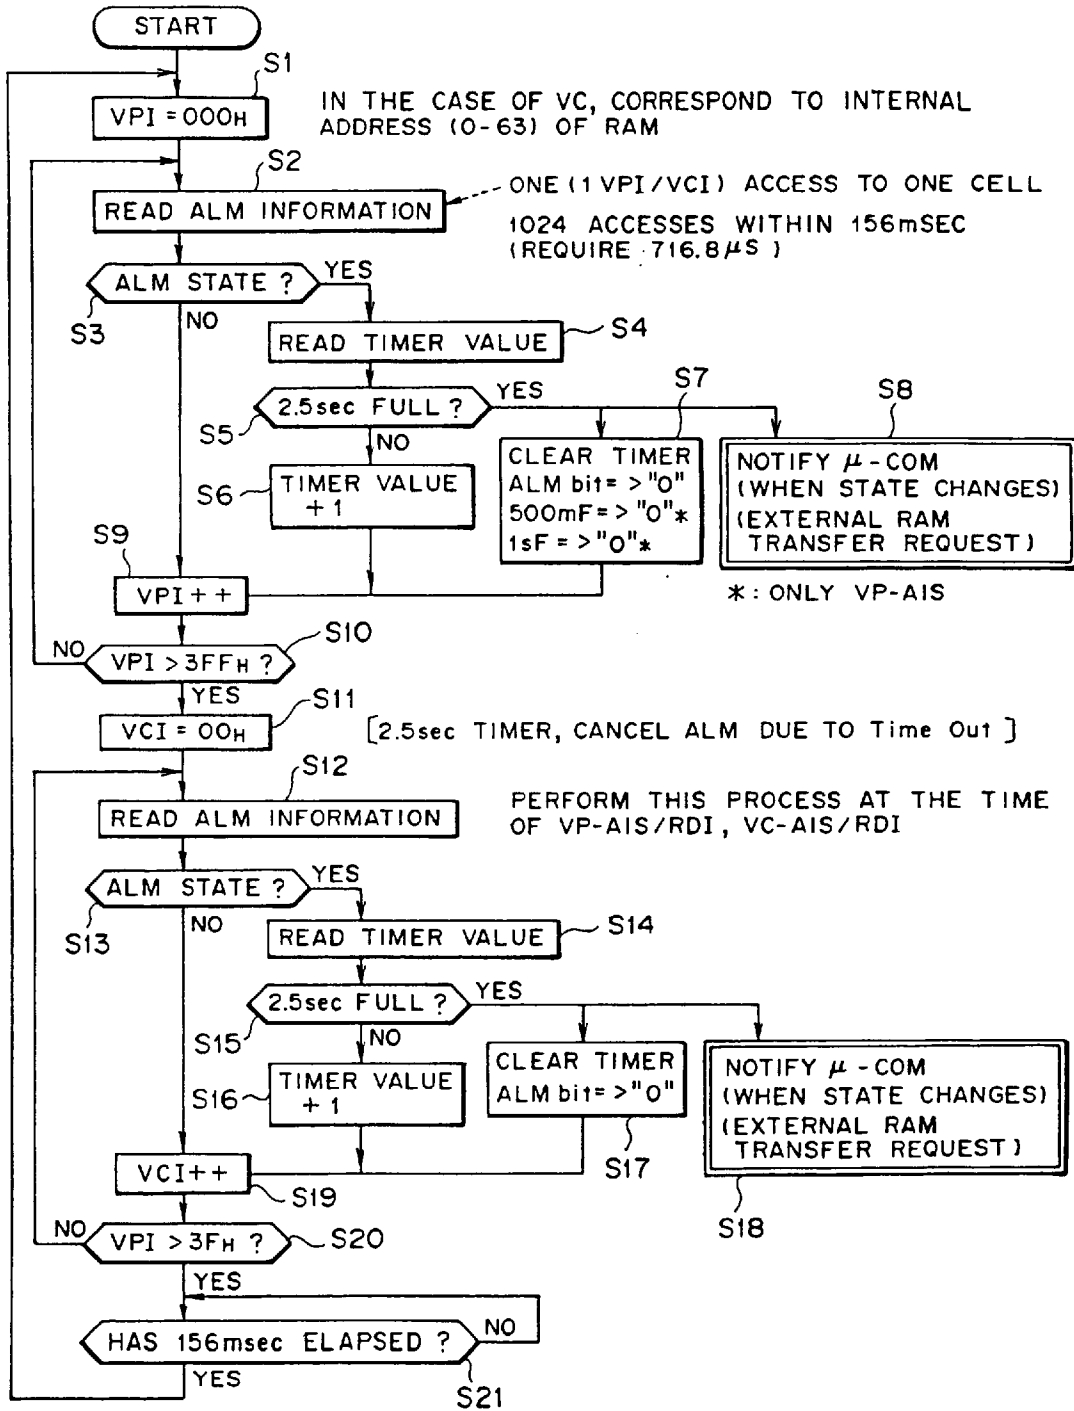 START
S1
VPI = 000H
IN THE CASE OF VC, CORRESPOND TO INTERNAL
ADDRESS (0-63) OF RAM
S2
READ ALM INFORMATION
ONE (1 VPI/VCI) ACCESS TO ONE CELL
1024 ACCESSES WITHIN 156mSEC
(REQUIRE 716.8μS)
ALM STATE ?
YES
S3
NO
READ TIMER VALUE
S4
2.5sec FULL ?
YES
S5
NO
S7
S8
TIMER VALUE
+ 1
S6
CLEAR TIMER
ALM bit = > "0"
500mF = > "0"*
1sF = > "0"*
NOTIFY μ-COM
(WHEN STATE CHANGES)
(EXTERNAL RAM
TRANSFER REQUEST)
* : ONLY VP-AIS
S9
VPI + +
S10
NO
VPI > 3FFH ?
YES
S11
VCI = 00H
[2.5sec TIMER, CANCEL ALM DUE TO Time Out ]
S12
READ ALM INFORMATION
PERFORM THIS PROCESS AT THE TIME
OF VP-AIS/RDI, VC-AIS/RDI
ALM STATE ?
YES
S13
NO
READ TIMER VALUE
S14
2.5sec FULL ?
YES
S15
NO
TIMER VALUE
+ 1
S16
CLEAR TIMER
ALM bit = > "0"
S17
NOTIFY μ-COM
(WHEN STATE CHANGES)
(EXTERNAL RAM
TRANSFER REQUEST)
S18
VCI++
S19
NO
VPI > 3FH ?
S20
YES
HAS 156msec ELAPSED ?
NO
YES
S21